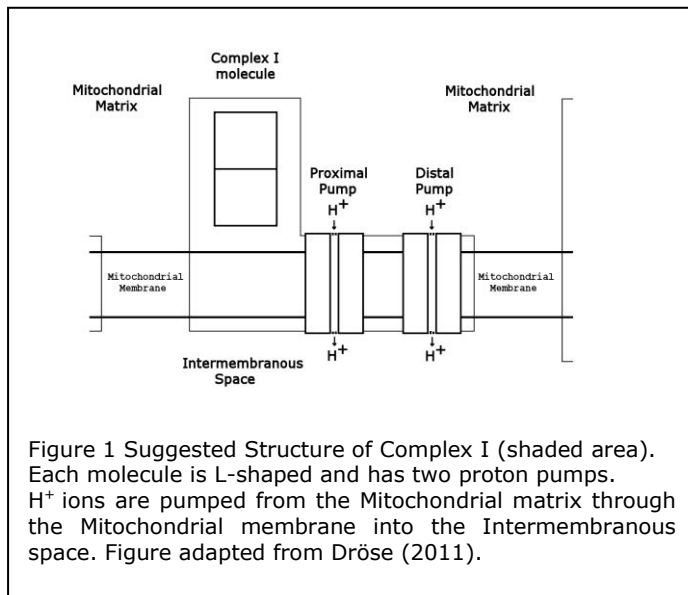 Complex I
molecule
Mitochondrial
Matrix
Mitochondrial
Matrix
Proximal
Pump
H+
Distal
Pump
H+
Mitochondrial
Membrane
Mitochondrial
Membrane
H+
H+
Intermembranous
Space
Figure 1 Suggested Structure of Complex I (shaded area).
Each molecule is L-shaped and has two proton pumps.
H+ ions are pumped from the Mitochondrial matrix through
the Mitochondrial membrane into the Intermembranous
space. Figure adapted from Dröse (2011).